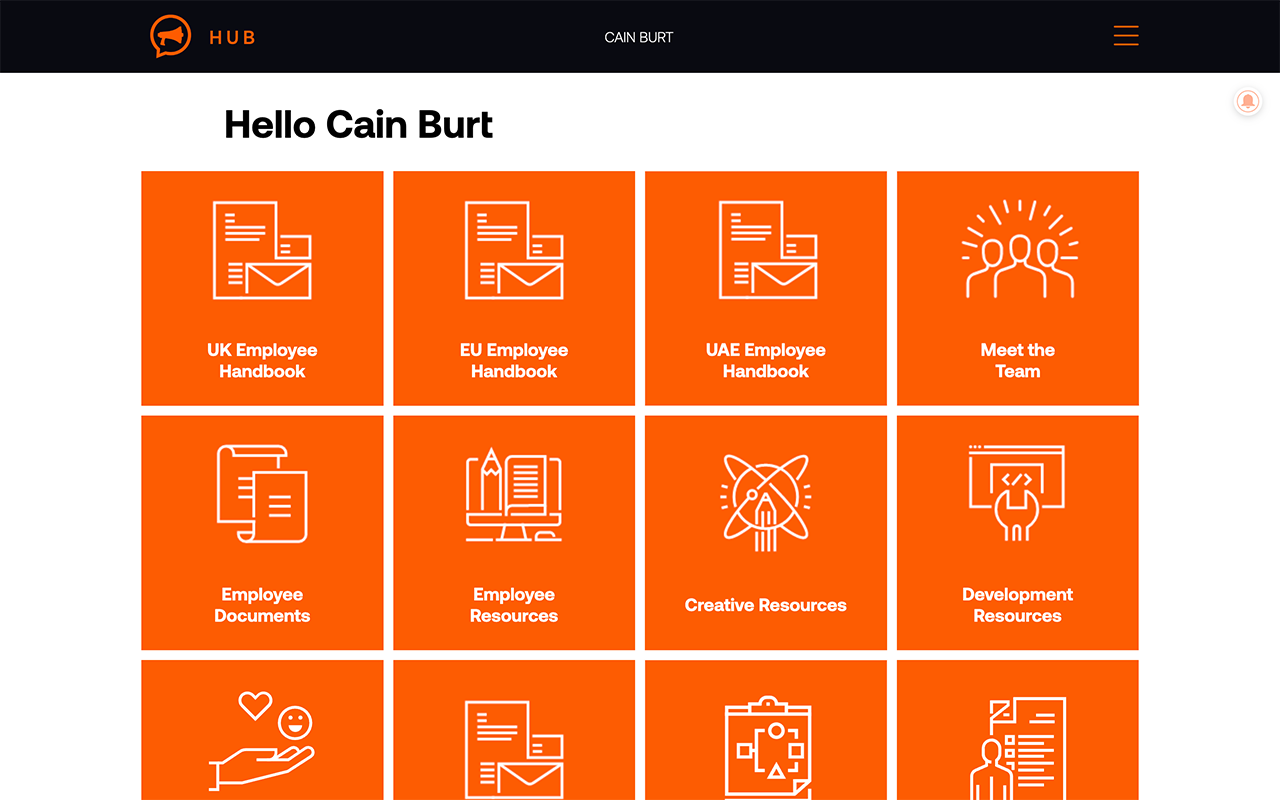 HUB
CAIN BURT
Hello Cain Burt
UK Employee
Handbook
EU Employee
Handbook
UAE Employee
Handbook
Meet the
Team
Employee
Documents
Employee
Resources
Creative Resources
Development
Resources